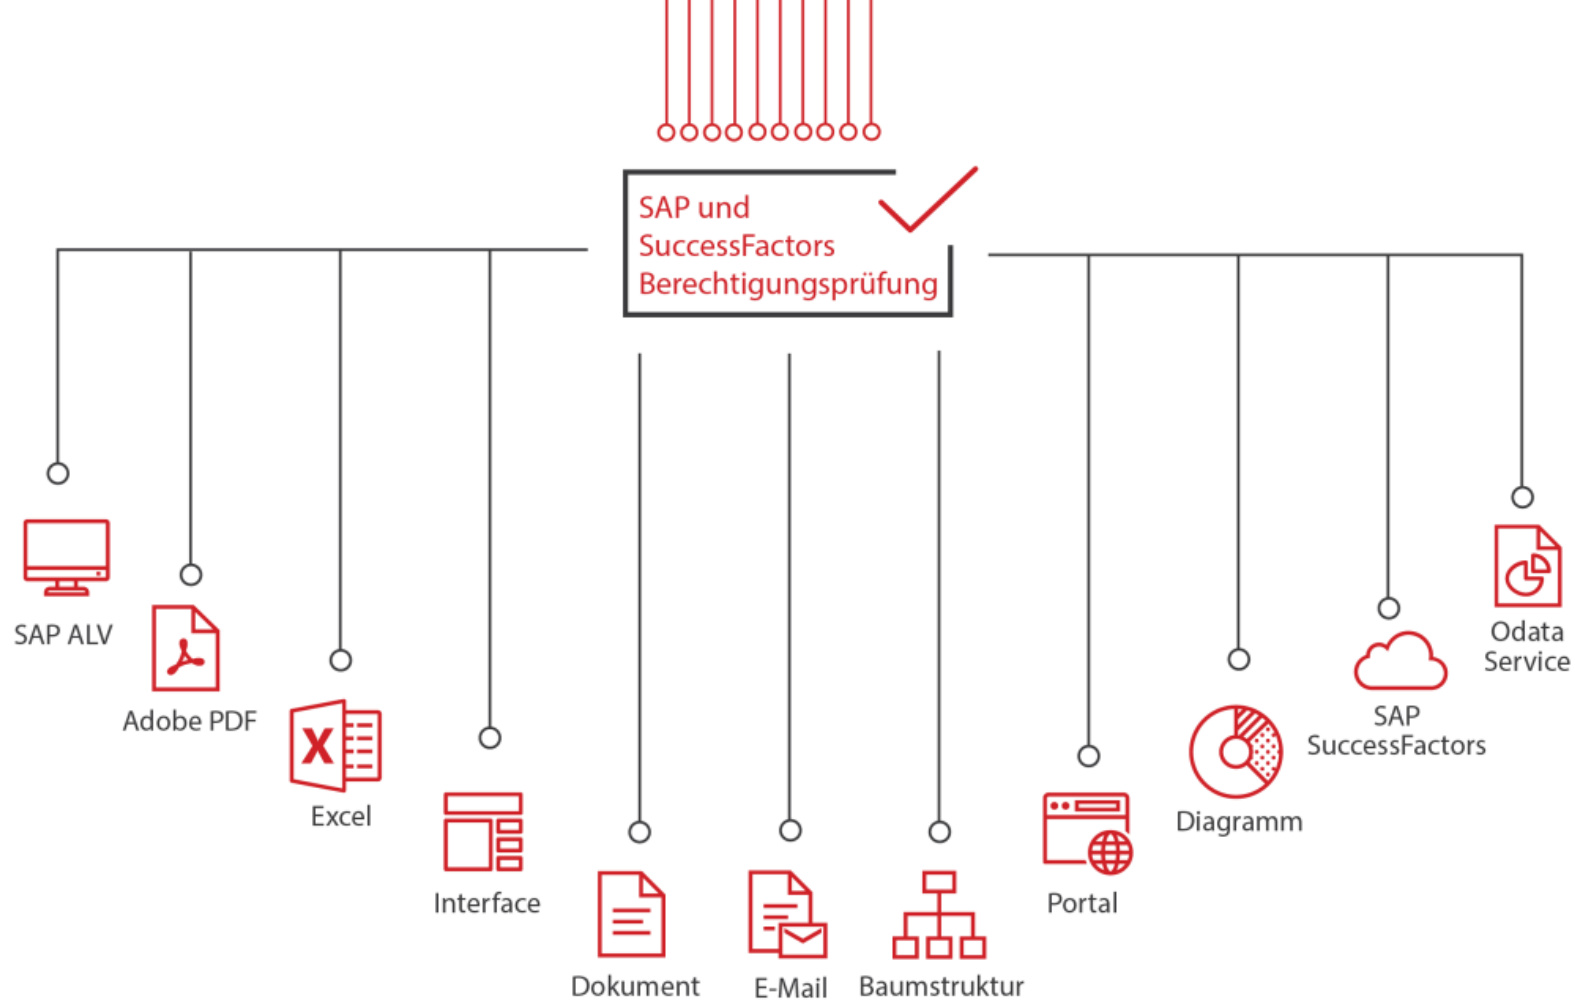 SAP und
SuccessFactors
Berechtigungsprüfung
SAP ALV
Adobe PDF
X
Excel
Interface
Dokument
E-Mail
Baumstruktur
Portal
Diagramm
SAP
SuccessFactors
Odata
Service